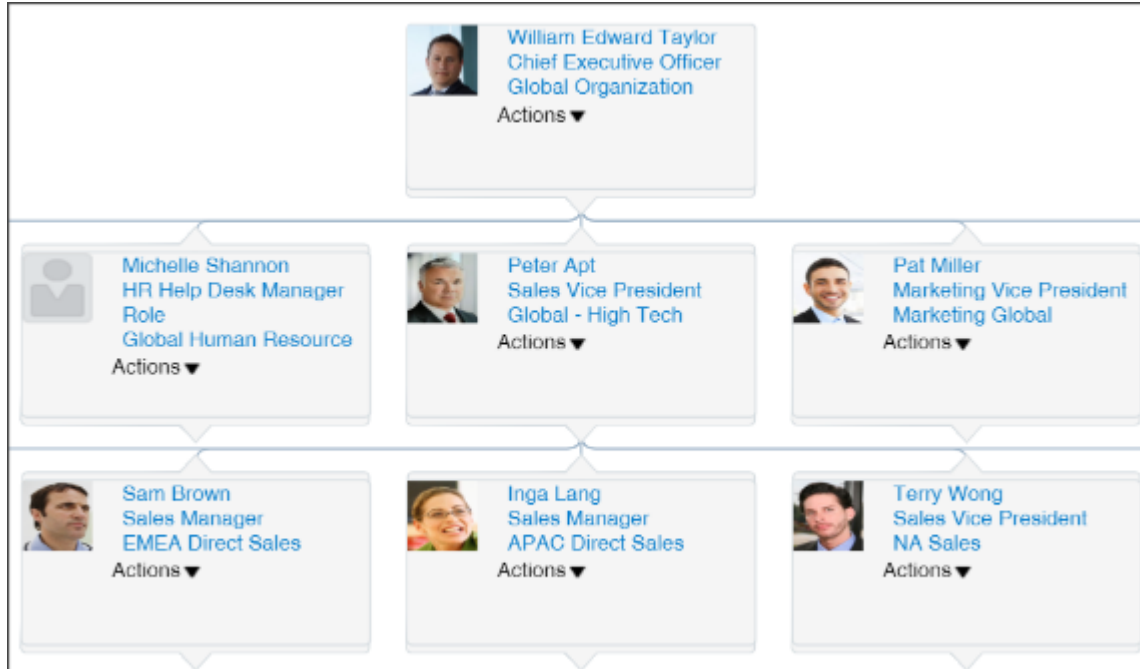 William Edward Taylor
Chief Executive Officer
Global Organization
Actions ▼
Michelle Shannon
HR Help Desk Manager
Role
Global Human Resource
Actions ▼
Peter Apt
Sales Vice President
Global - High Tech
Actions ▼
Pat Miller
Marketing Vice President
Marketing Global
Actions ▼
Sam Brown
Sales Manager
EMEA Direct Sales
Actions ▼
Inga Lang
Sales Manager
APAC Direct Sales
Actions ▼
Terry Wong
Sales Vice President
NA Sales
Actions ▼